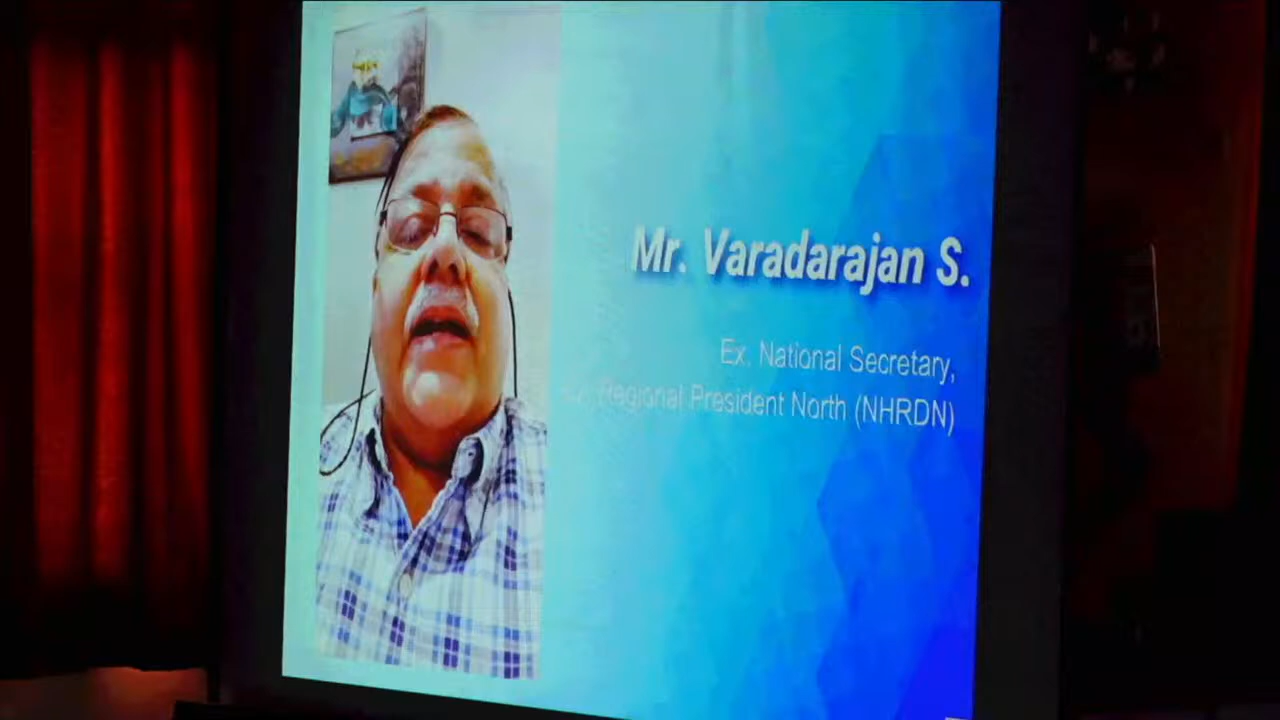 Mr. Varadarajan S.
Ex. National Secretary,
Regional President North (NHRDN)